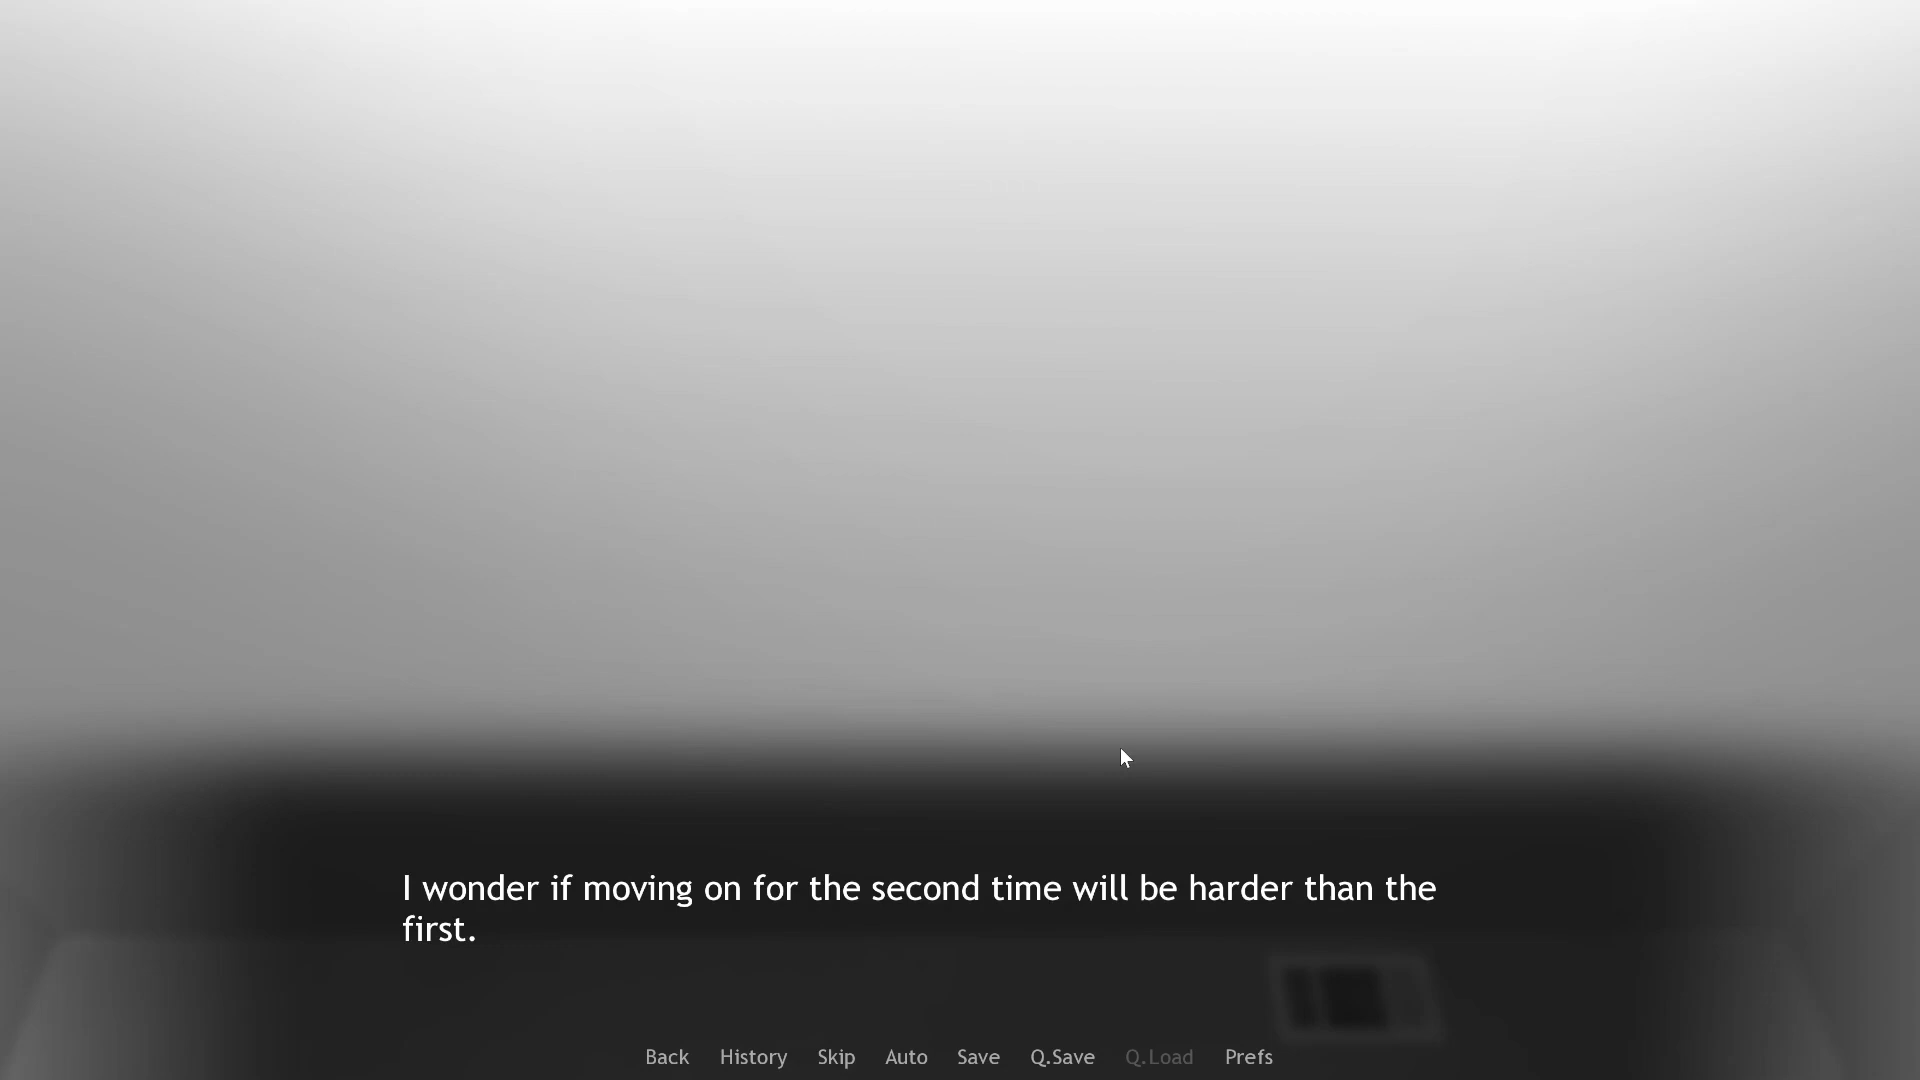 I wonder if moving on for the second time will be harder than the
first.
Back History Skip Auto Save Q.Save Q.Load Prefs